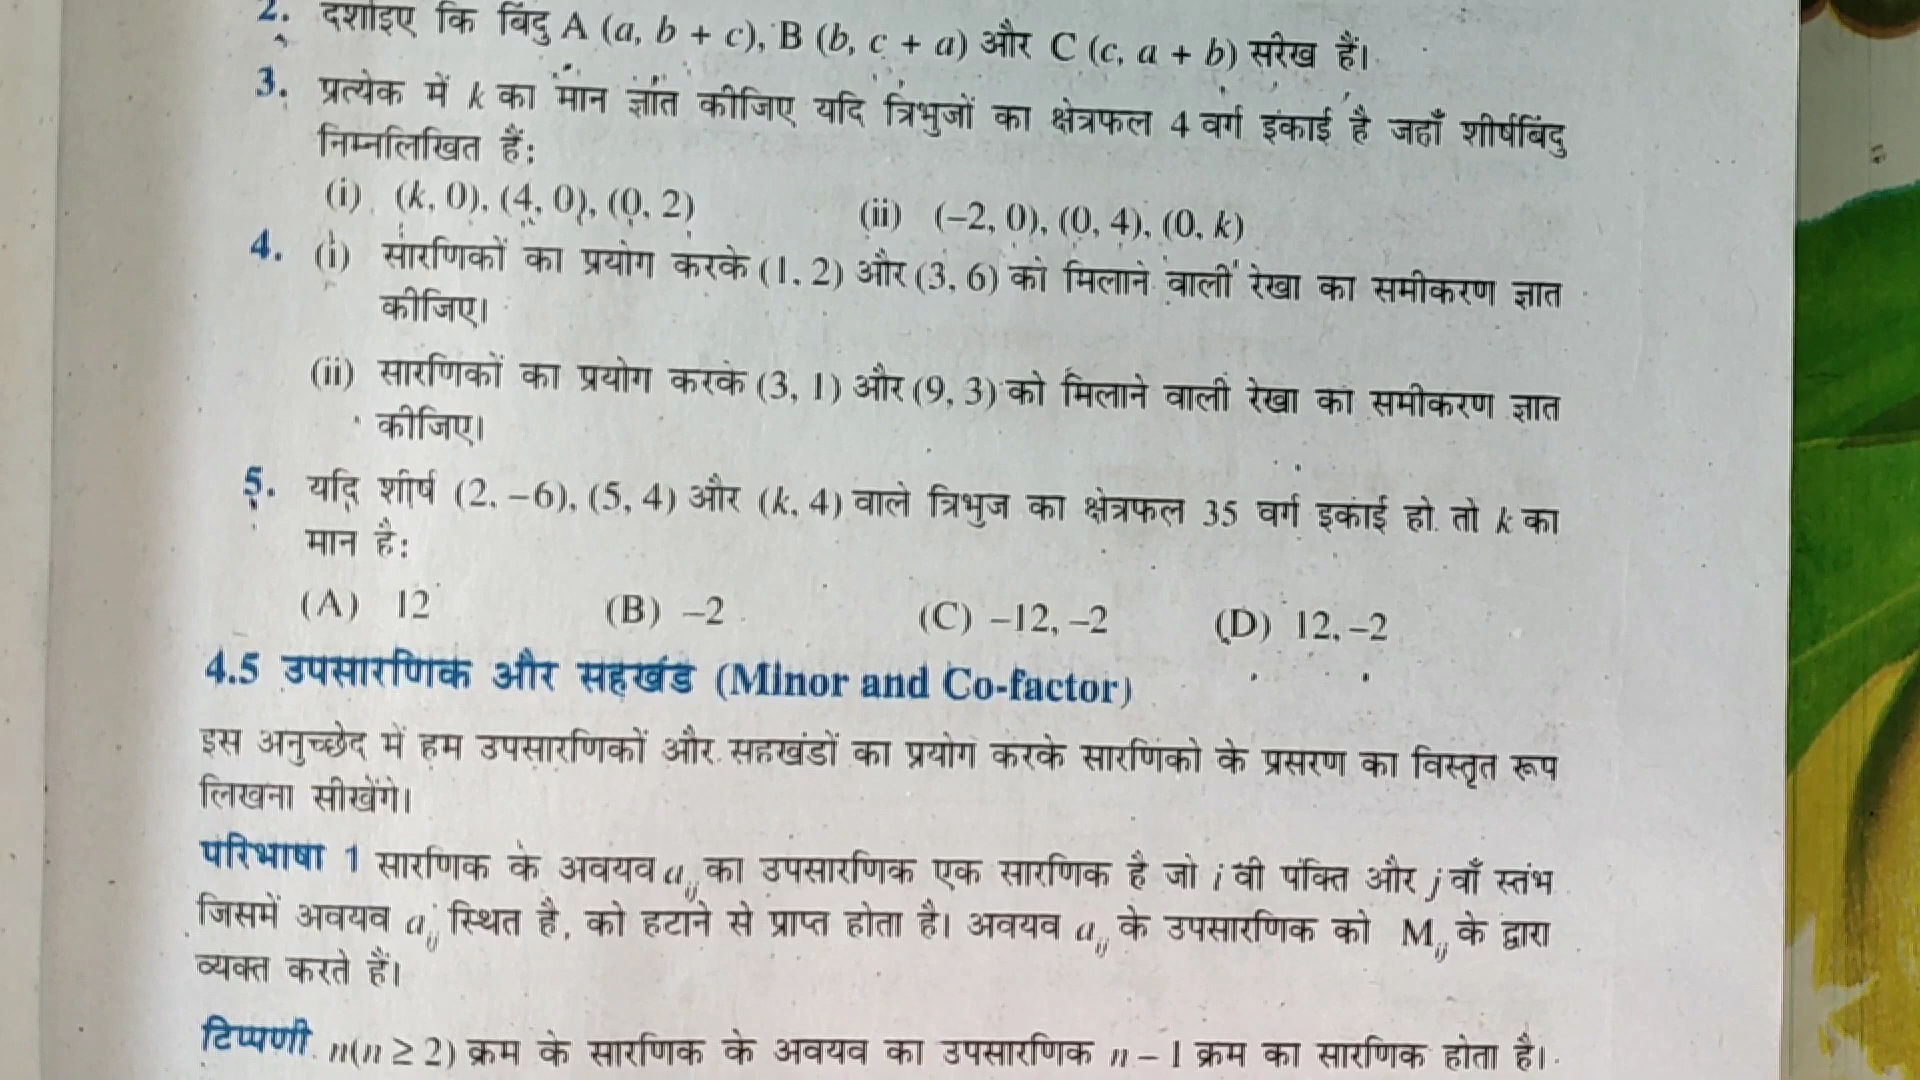 2. दर्शाइए कि बिंदु A (a, b + c), B (b, c + a) और C (c, a + b) संरेख हैं।
3. प्रत्येक में k का मान ज्ञात कीजिए यदि त्रिभुजों का क्षेत्रफल 4 वर्ग इकाई है जहाँ शीर्षबिंदु
निम्नलिखित हैं:
(i) (k, 0), (4, 0), (0, 2) (ii) (–2, 0), (0, 4), (0, k)
4. (i) सारणिकों का प्रयोग करके (1, 2) और (3, 6) को मिलाने वाली रेखा का समीकरण ज्ञात
कीजिए।
(ii) सारणिकों का प्रयोग करके (3, 1) और (9, 3) को मिलाने वाली रेखा का समीकरण ज्ञात
कीजिए।
5. यदि शीर्ष (2, –6), (5, 4) और (k, 4) वाले त्रिभुज का क्षेत्रफल 35 वर्ग इकाई हो तो k का
मान है:
(A) 12 (B) –2 (C) –12, –2 (D) 12, –2
4.5 उपसारणिक और सहखंड (Minor and Co-factor)
इस अनुच्छेद में हम उपसारणिकों और सहखंडों का प्रयोग करके सारणिको के प्रसरण का विस्तृत रूप
लिखना सीखेंगे।
परिभाषा 1 सारणिक के अवयव aᵢⱼ का उपसारणिक एक सारणिक है जो i वी पंक्ति और j वाँ स्तंभ
जिसमें अवयव aᵢⱼ स्थित है, को हटाने से प्राप्त होता है। अवयव aᵢⱼ के उपसारणिक को Mᵢⱼ के द्वारा
व्यक्त करते हैं।
टिप्पणी n(n ≥ 2) क्रम के सारणिक के अवयव का उपसारणिक n – 1 क्रम का सारणिक होता है।